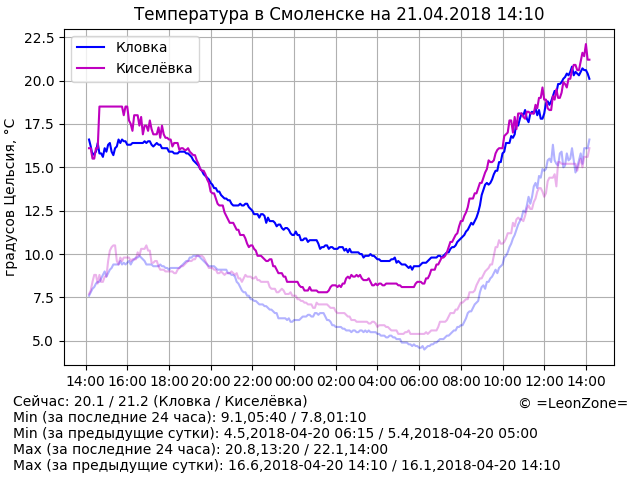 Температура в Смоленске на 21.04.2018 14:10
Кловка
Киселёвка
градусов Цельсия, °C
22.5
20.0
17.5
15.0
12.5
10.0
7.5
5.0
14:00 16:00 18:00 20:00 22:00 00:00 02:00 04:00 06:00 08:00 10:00 12:00 14:00
Сейчас: 20.1 / 21.2 (Кловка / Киселёвка)
© =LeonZone=
Min (за последние 24 часа): 9.1,05:40 / 7.8,01:10
Min (за предыдущие сутки): 4.5,2018-04-20 06:15 / 5.4,2018-04-20 05:00
Max (за последние 24 часа): 20.8,13:20 / 22.1,14:00
Max (за предыдущие сутки): 16.6,2018-04-20 14:10 / 16.1,2018-04-20 14:10